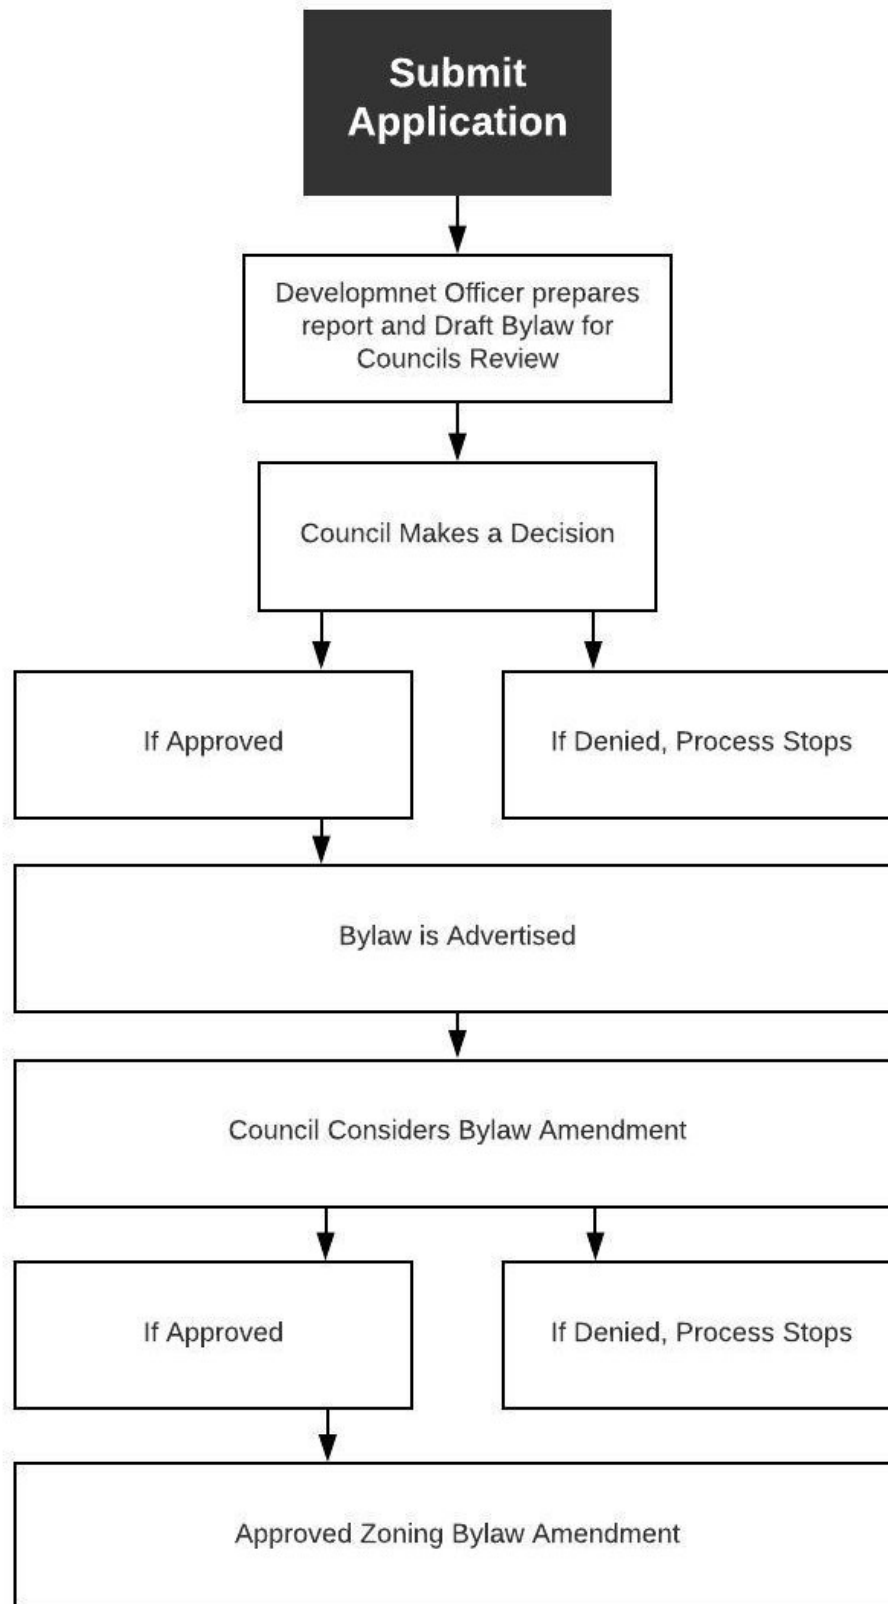 Submit
Application
Developmnet Officer prepares
report and Draft Bylaw for
Councils Review
Council Makes a Decision
If Approved
If Denied, Process Stops
Bylaw is Advertised
Council Considers Bylaw Amendment
If Approved
If Denied, Process Stops
Approved Zoning Bylaw Amendment